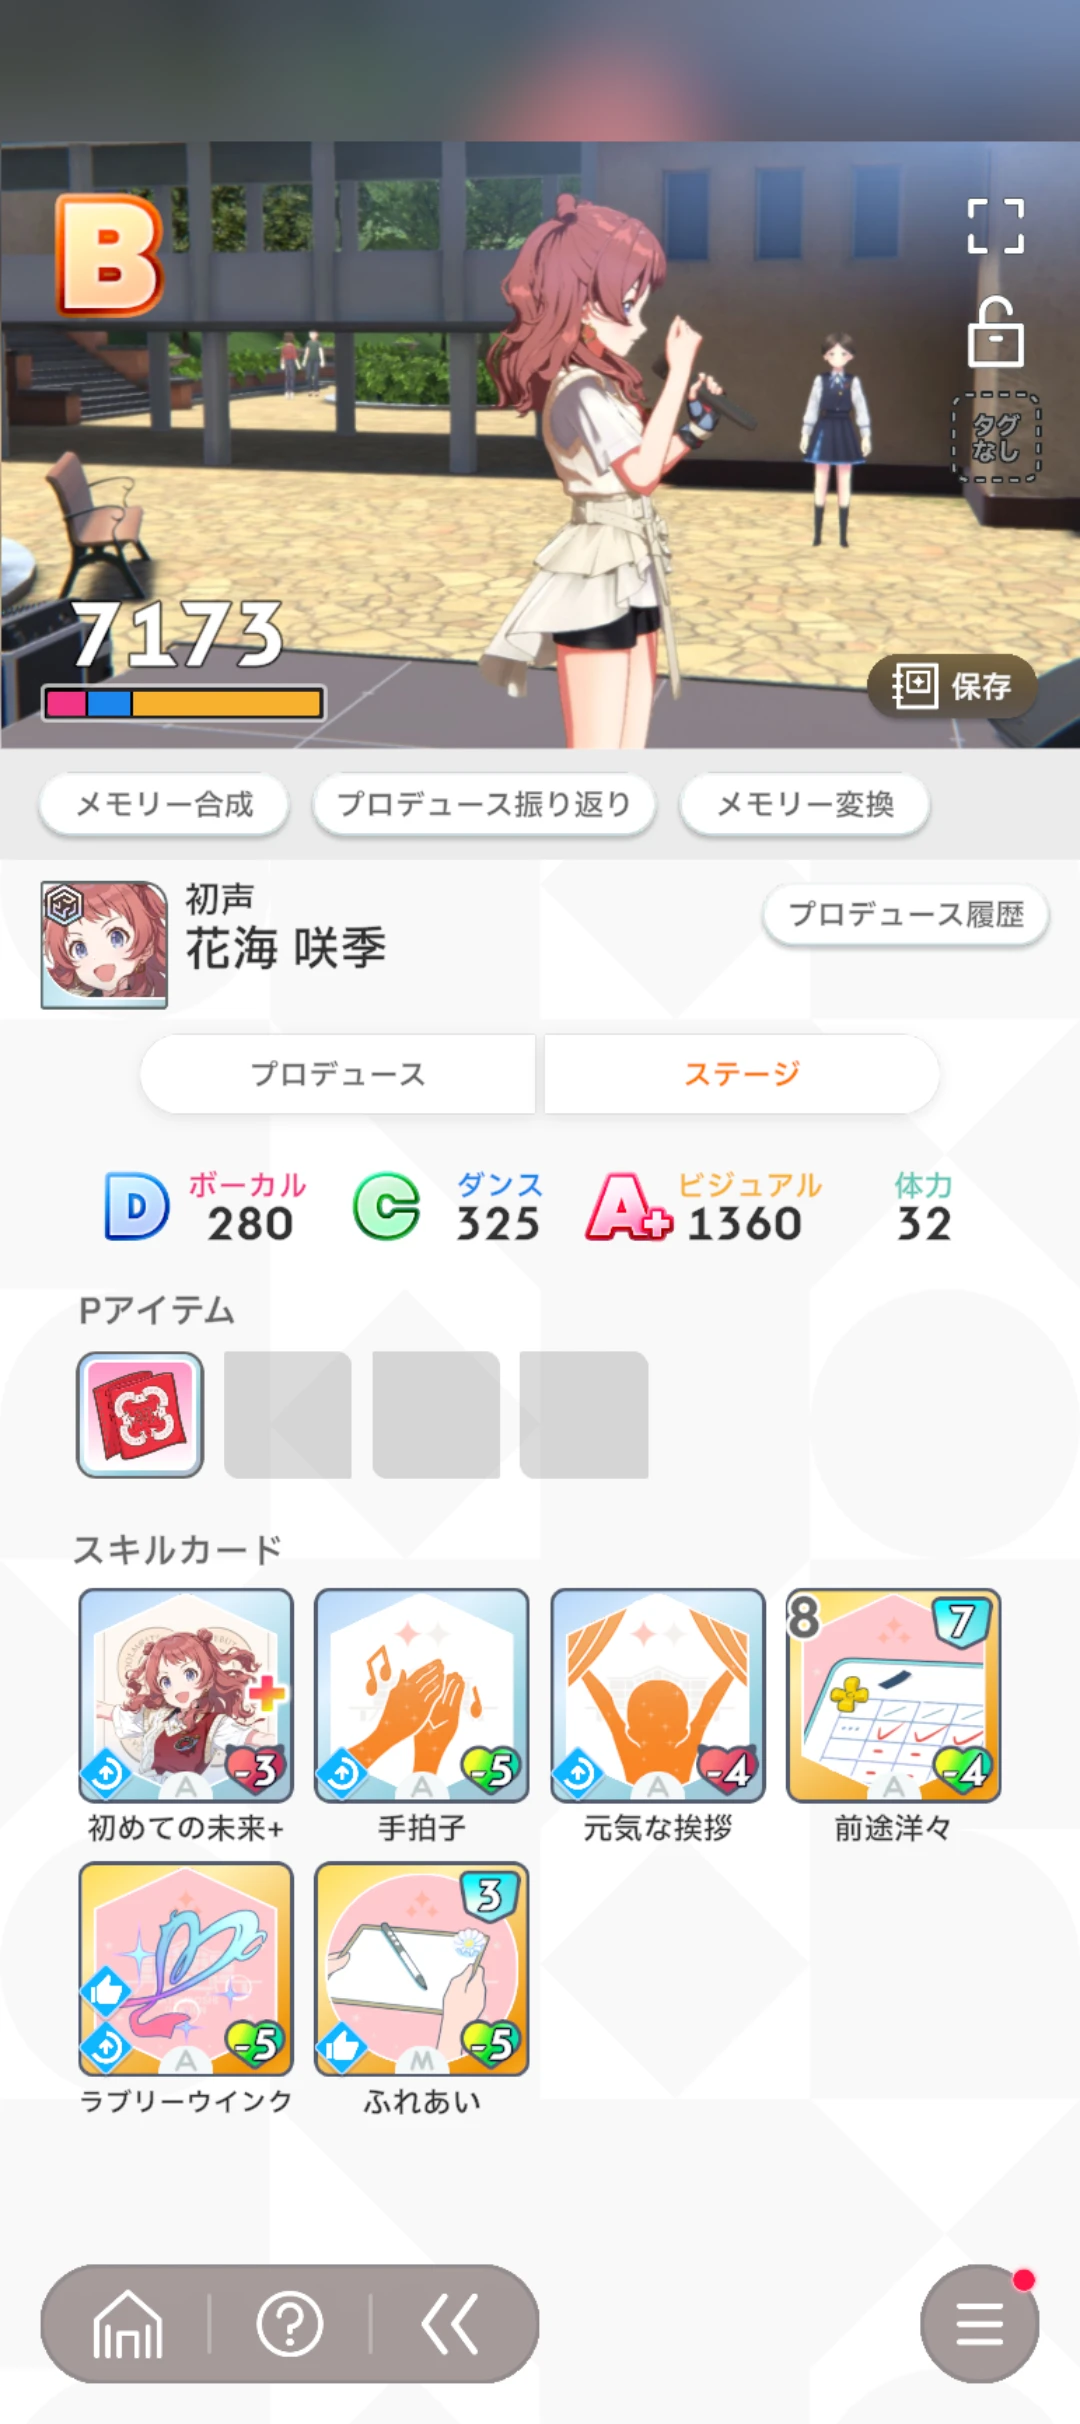 B
タグ
なし
7173
保存
メモリー合成
プロデュース振り返り
メモリー変換
初声
花海 咲季
プロデュース履歴
プロデュース
ステージ
D ボーカル 280
C ダンス 325
A+ ビジュアル 1360
体力 32
Pアイテム
スキルカード
A -3
初めての未来+
A -5
手拍子
A -4
元気な挨拶
8 7 A -4
前途洋々
A -5
ラブリーウインク
3 M -5
ふれあい